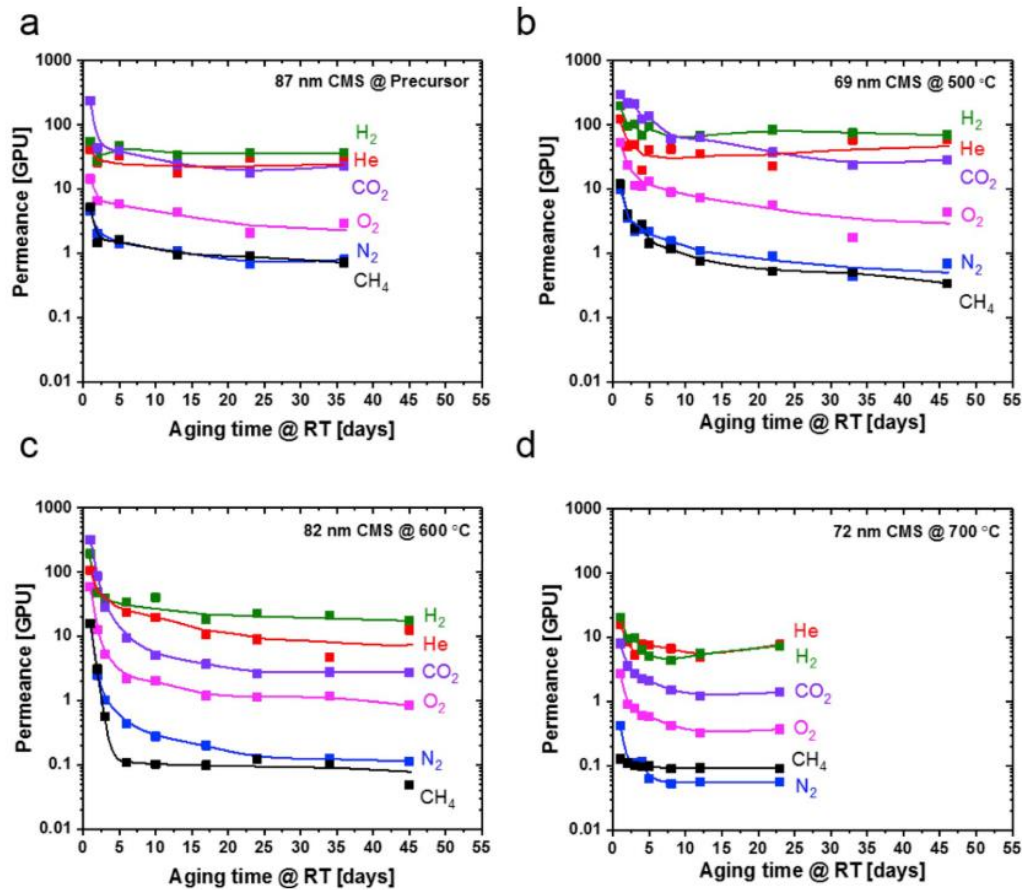 a
87 nm CMS @ Precursor
Permeance [GPU]
1000
100
10
1
0.1
0.01
H₂
He
CO₂
O₂
N₂
CH₄
0 5 10 15 20 25 30 35 40 45 50 55
Aging time @ RT [days]
b
69 nm CMS @ 500 °C
Permeance [GPU]
1000
100
10
1
0.1
0.01
H₂
He
CO₂
O₂
N₂
CH₄
0 5 10 15 20 25 30 35 40 45 50 55
Aging time @ RT [days]
c
82 nm CMS @ 600 °C
Permeance [GPU]
1000
100
10
1
0.1
0.01
H₂
He
CO₂
O₂
N₂
CH₄
0 5 10 15 20 25 30 35 40 45 50 55
Aging time @ RT [days]
d
72 nm CMS @ 700 °C
Permeance [GPU]
1000
100
10
1
0.1
0.01
He
H₂
CO₂
O₂
CH₄
N₂
0 5 10 15 20 25 30 35 40 45 50 55
Aging time @ RT [days]